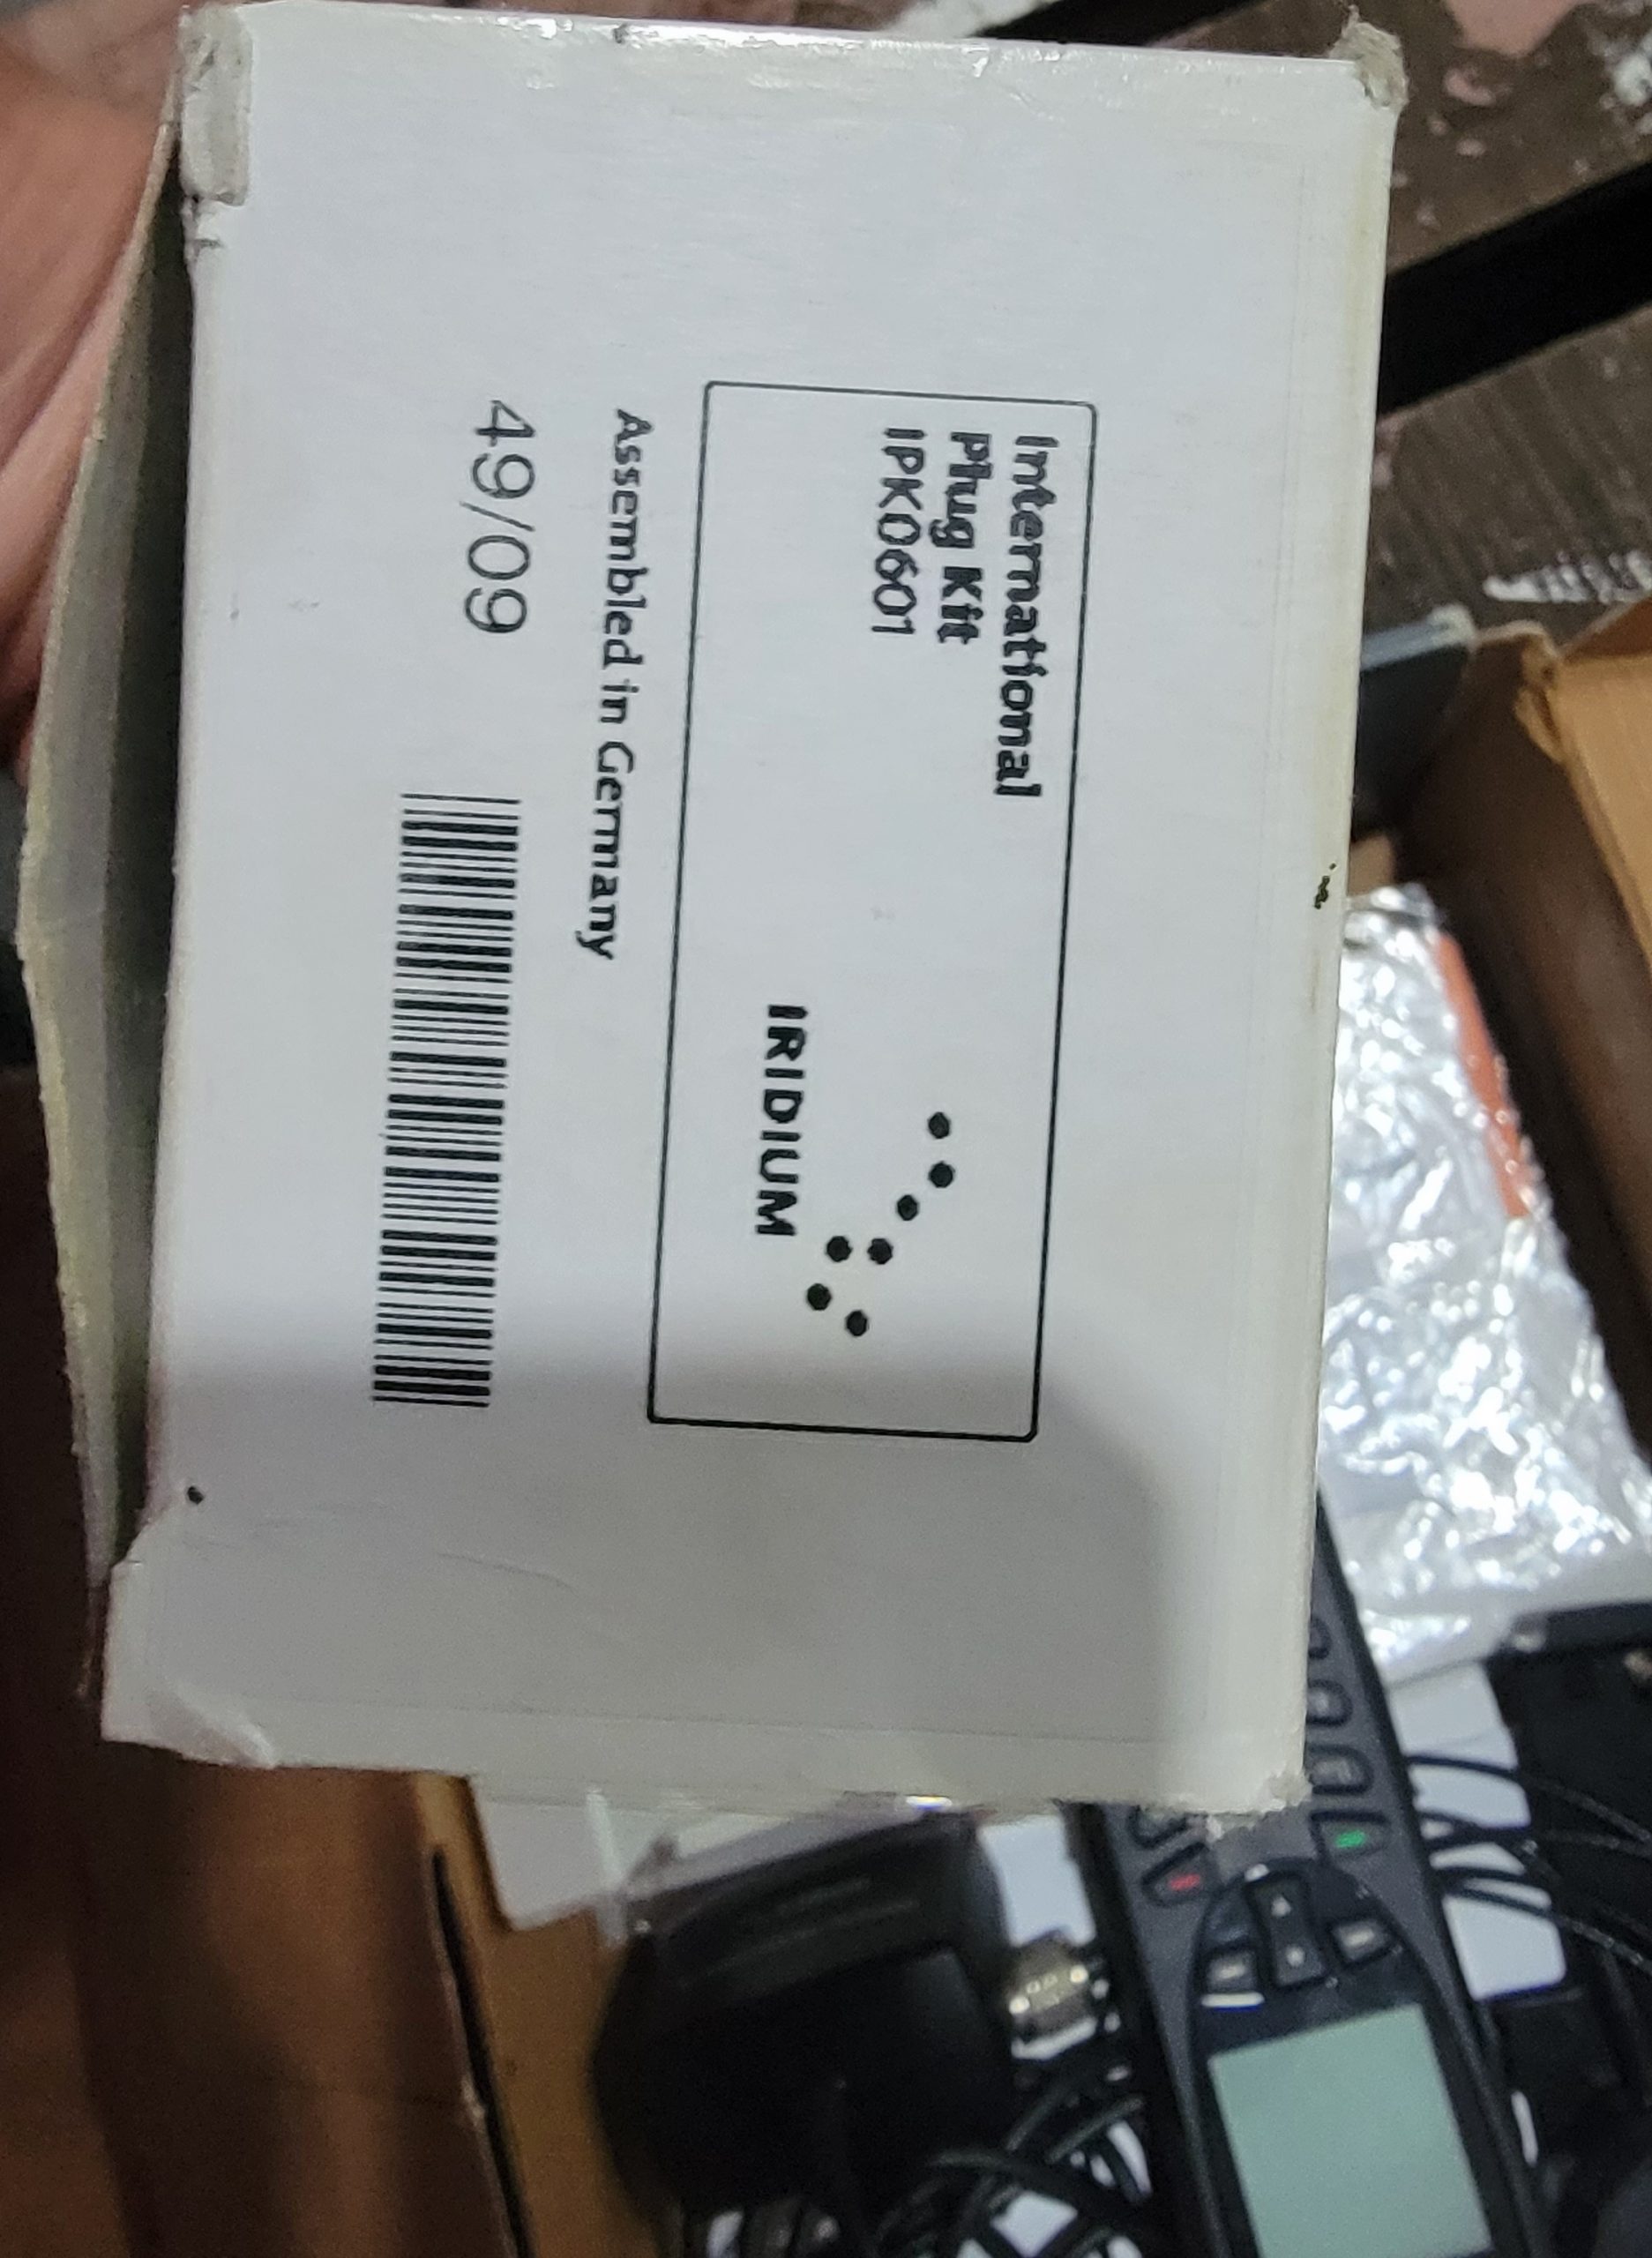 International
Plug Kit
IPK0601
IRIDIUM
Assembled in Germany
49/09